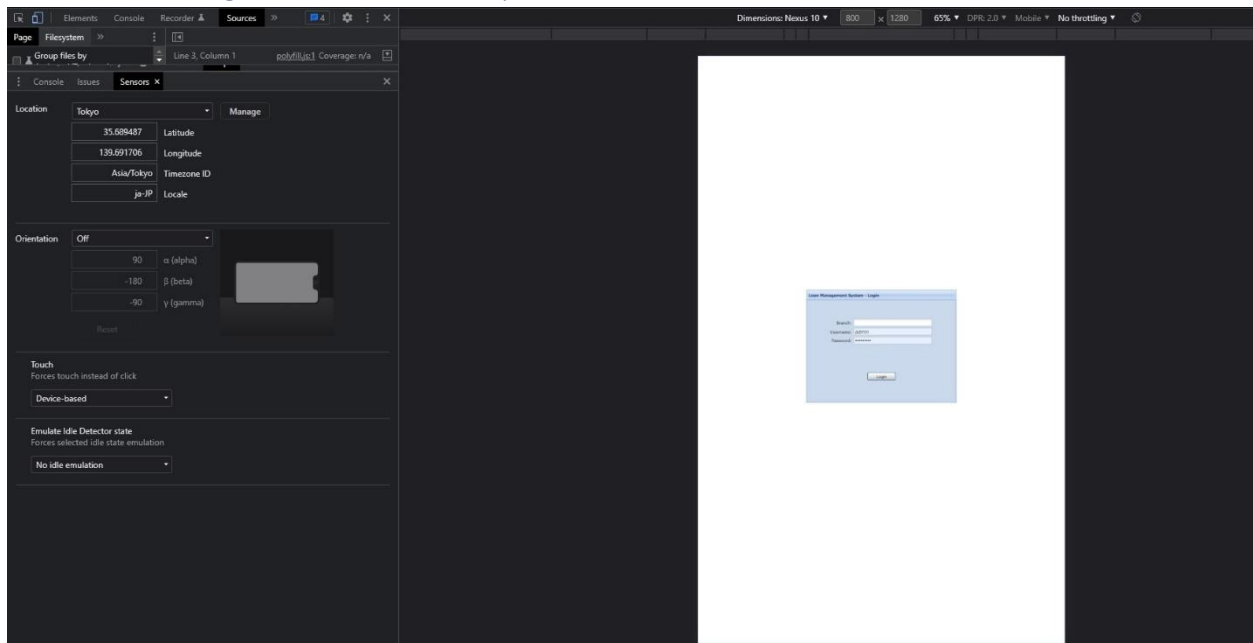 Elements Console Recorder Sources » 4
Dimensions: Nexus 10 ▼ 800 x 1280 65% ▼ DPR: 2.0 ▼ Mobile ▼ No throttling ▼
Page Filesystem »
Group files by
Line 3, Column 1 polyfill.js:1 Coverage: n/a
Console Issues Sensors ×
Location Tokyo Manage
35.689487 Latitude
139.691706 Longitude
Asia/Tokyo Timezone ID
ja-JP Locale
Orientation Off
90 α (alpha)
-180 β (beta)
-90 γ (gamma)
Reset
Touch
Forces touch instead of click
Device-based
Emulate Idle Detector state
Forces selected idle state emulation
No idle emulation
User Management System - Login
Branch:
Username: admin
Password:
Login